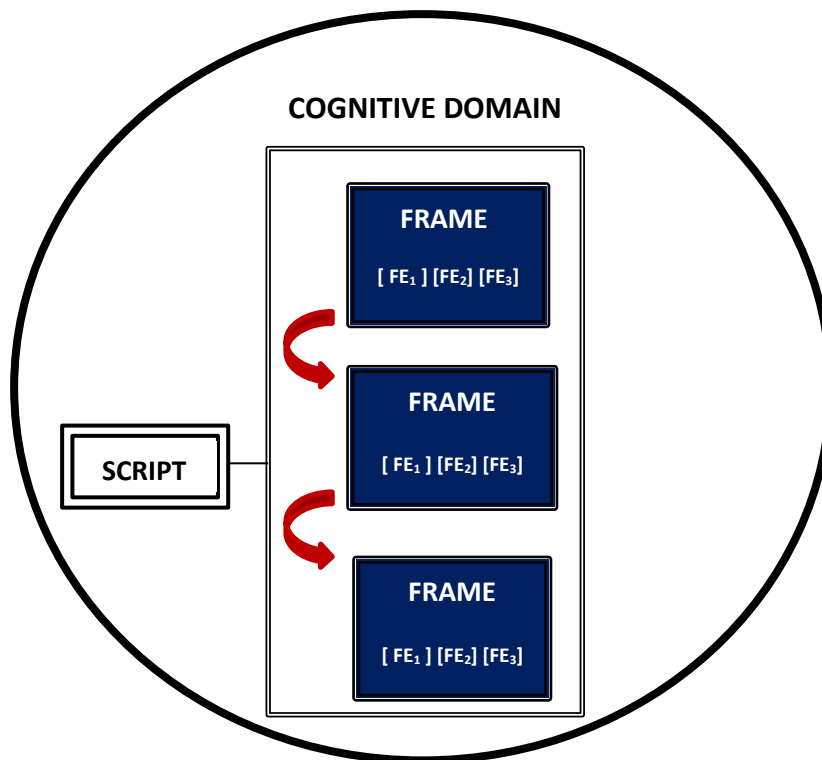 COGNITIVE DOMAIN
FRAME
[ FE₁ ] [FE₂] [FE₃]
FRAME
[ FE₁ ] [FE₂] [FE₃]
SCRIPT
FRAME
[ FE₁ ] [FE₂] [FE₃]